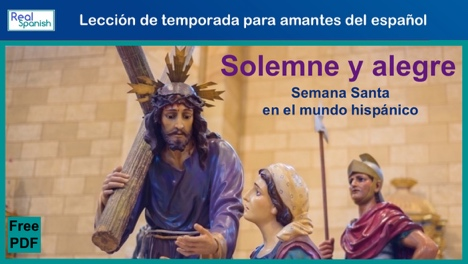 Real
Spanish
Lección de temporada para amantes del español
Solemne y alegre
Semana Santa
en el mundo hispánico
Free
PDF